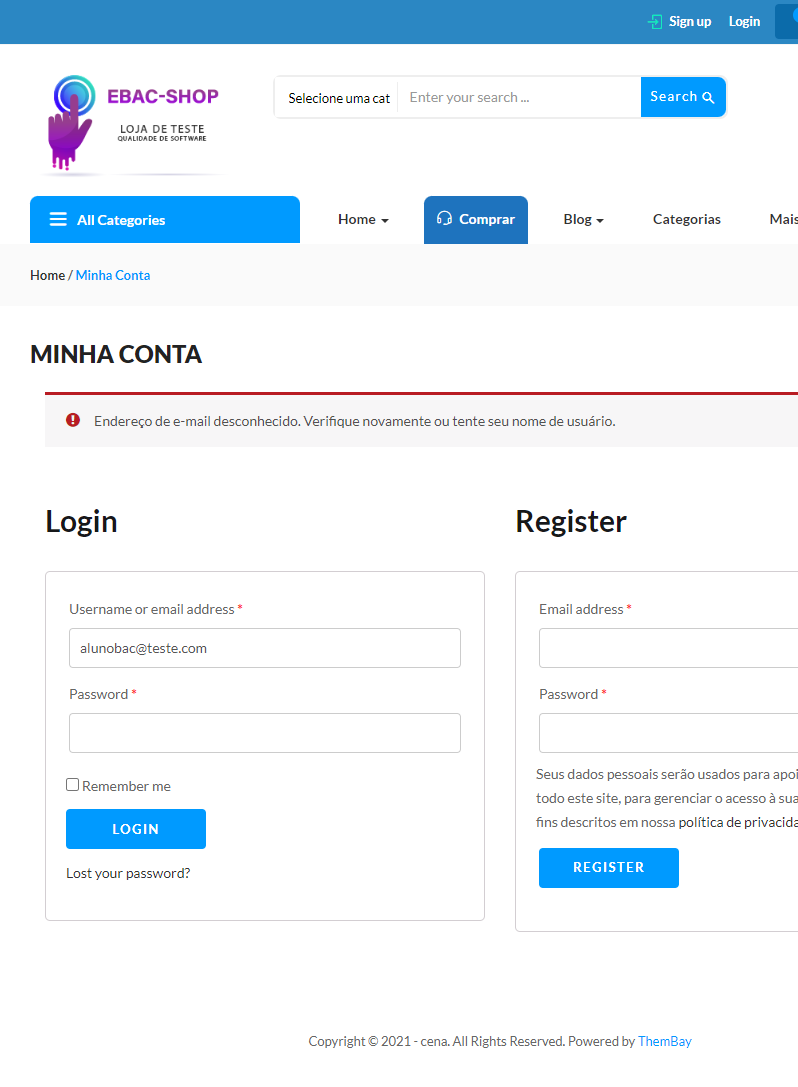 Sign up Login
EBAC-SHOP
LOJA DE TESTE
QUALIDADE DE SOFTWARE
Selecione uma cat Enter your search ... Search
All Categories Home Comprar Blog Categorias Mais
Home / Minha Conta
MINHA CONTA
Endereço de e-mail desconhecido. Verifique novamente ou tente seu nome de usuário.
Login
Username or email address *
alunobac@teste.com
Password *
Remember me
LOGIN
Lost your password?
Register
Email address *
Password *
Seus dados pessoais serão usados para apoi
todo este site, para gerenciar o acesso à sua
fins descritos em nossa política de privacida
REGISTER
Copyright © 2021 - cena. All Rights Reserved. Powered by ThemBay